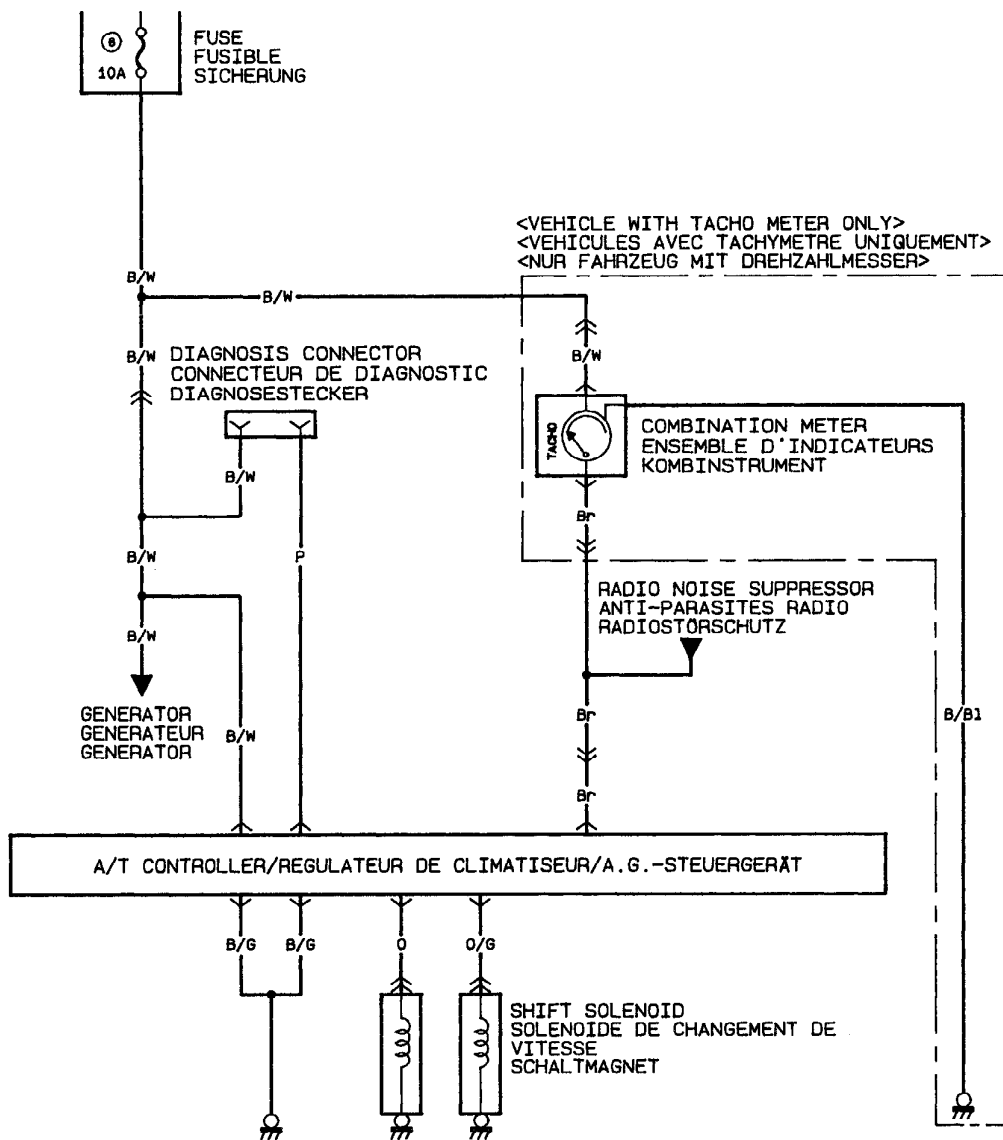 8
10A
FUSE
FUSIBLE
SICHERUNG
<VEHICLE WITH TACHO METER ONLY>
<VEHICULES AVEC TACHYMETRE UNIQUEMENT>
<NUR FAHRZEUG MIT DREHZAHLMESSER>
B/W
B/W
B/W
DIAGNOSIS CONNECTOR
CONNECTEUR DE DIAGNOSTIC
DIAGNOSESTECKER
B/W
TACHO
COMBINATION METER
ENSEMBLE D'INDICATEURS
KOMBINSTRUMENT
B/W
Br
B/W
P
RADIO NOISE SUPPRESSOR
ANTI-PARASITES RADIO
RADIOSTÖRSCHUTZ
B/W
GENERATOR
GENERATEUR
GENERATOR
B/W
Br
B/Bl
Br
A/T CONTROLLER/REGULATEUR DE CLIMATISEUR/A.G.-STEUERGERÄT
B/G
B/G
O
O/G
SHIFT SOLENOID
SOLENOIDE DE CHANGEMENT DE
VITESSE
SCHALTMAGNET